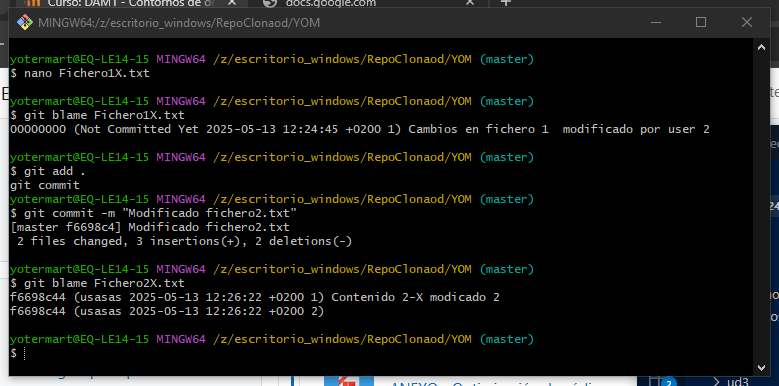 Curso: DAM1 - Contornos de de
docs.google.com
MINGW64:/z/escritorio_windows/RepoClonaod/YOM
yotermart@EQ-LE14-15 MINGW64 /z/escritorio_windows/RepoClonaod/YOM (master)
$ nano Fichero1X.txt
yotermart@EQ-LE14-15 MINGW64 /z/escritorio_windows/RepoClonaod/YOM (master)
$ git blame Fichero1X.txt
00000000 (Not Committed Yet 2025-05-13 12:24:45 +0200 1) Cambios en fichero 1  modificado por user 2
yotermart@EQ-LE14-15 MINGW64 /z/escritorio_windows/RepoClonaod/YOM (master)
$ git add .
git commit
yotermart@EQ-LE14-15 MINGW64 /z/escritorio_windows/RepoClonaod/YOM (master)
$ git commit -m "Modificado fichero2.txt"
[master f6698c4] Modificado fichero2.txt
 2 files changed, 3 insertions(+), 2 deletions(-)
yotermart@EQ-LE14-15 MINGW64 /z/escritorio_windows/RepoClonaod/YOM (master)
$ git blame Fichero2X.txt
f6698c44 (usasas 2025-05-13 12:26:22 +0200 1) Contenido 2-X modicado 2
f6698c44 (usasas 2025-05-13 12:26:22 +0200 2)
yotermart@EQ-LE14-15 MINGW64 /z/escritorio_windows/RepoClonaod/YOM (master)
$
2
> ud3